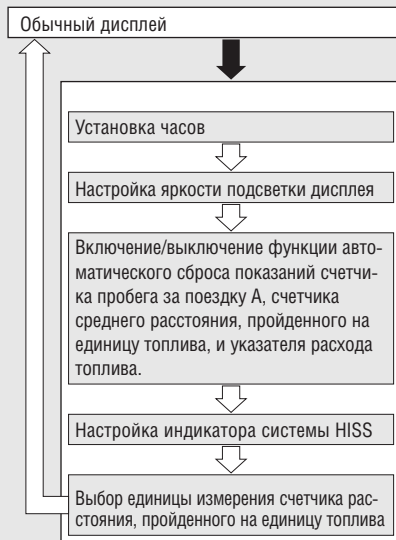 Обычный дисплей
Установка часов
Настройка яркости подсветки дисплея
Включение/выключение функции авто-
матического сброса показаний счетчи-
ка пробега за поездку А, счетчика
среднего расстояния, пройденного на
единицу топлива, и указателя расхода
топлива.
Настройка индикатора системы HISS
Выбор единицы измерения счетчика рас-
стояния, пройденного на единицу топлива